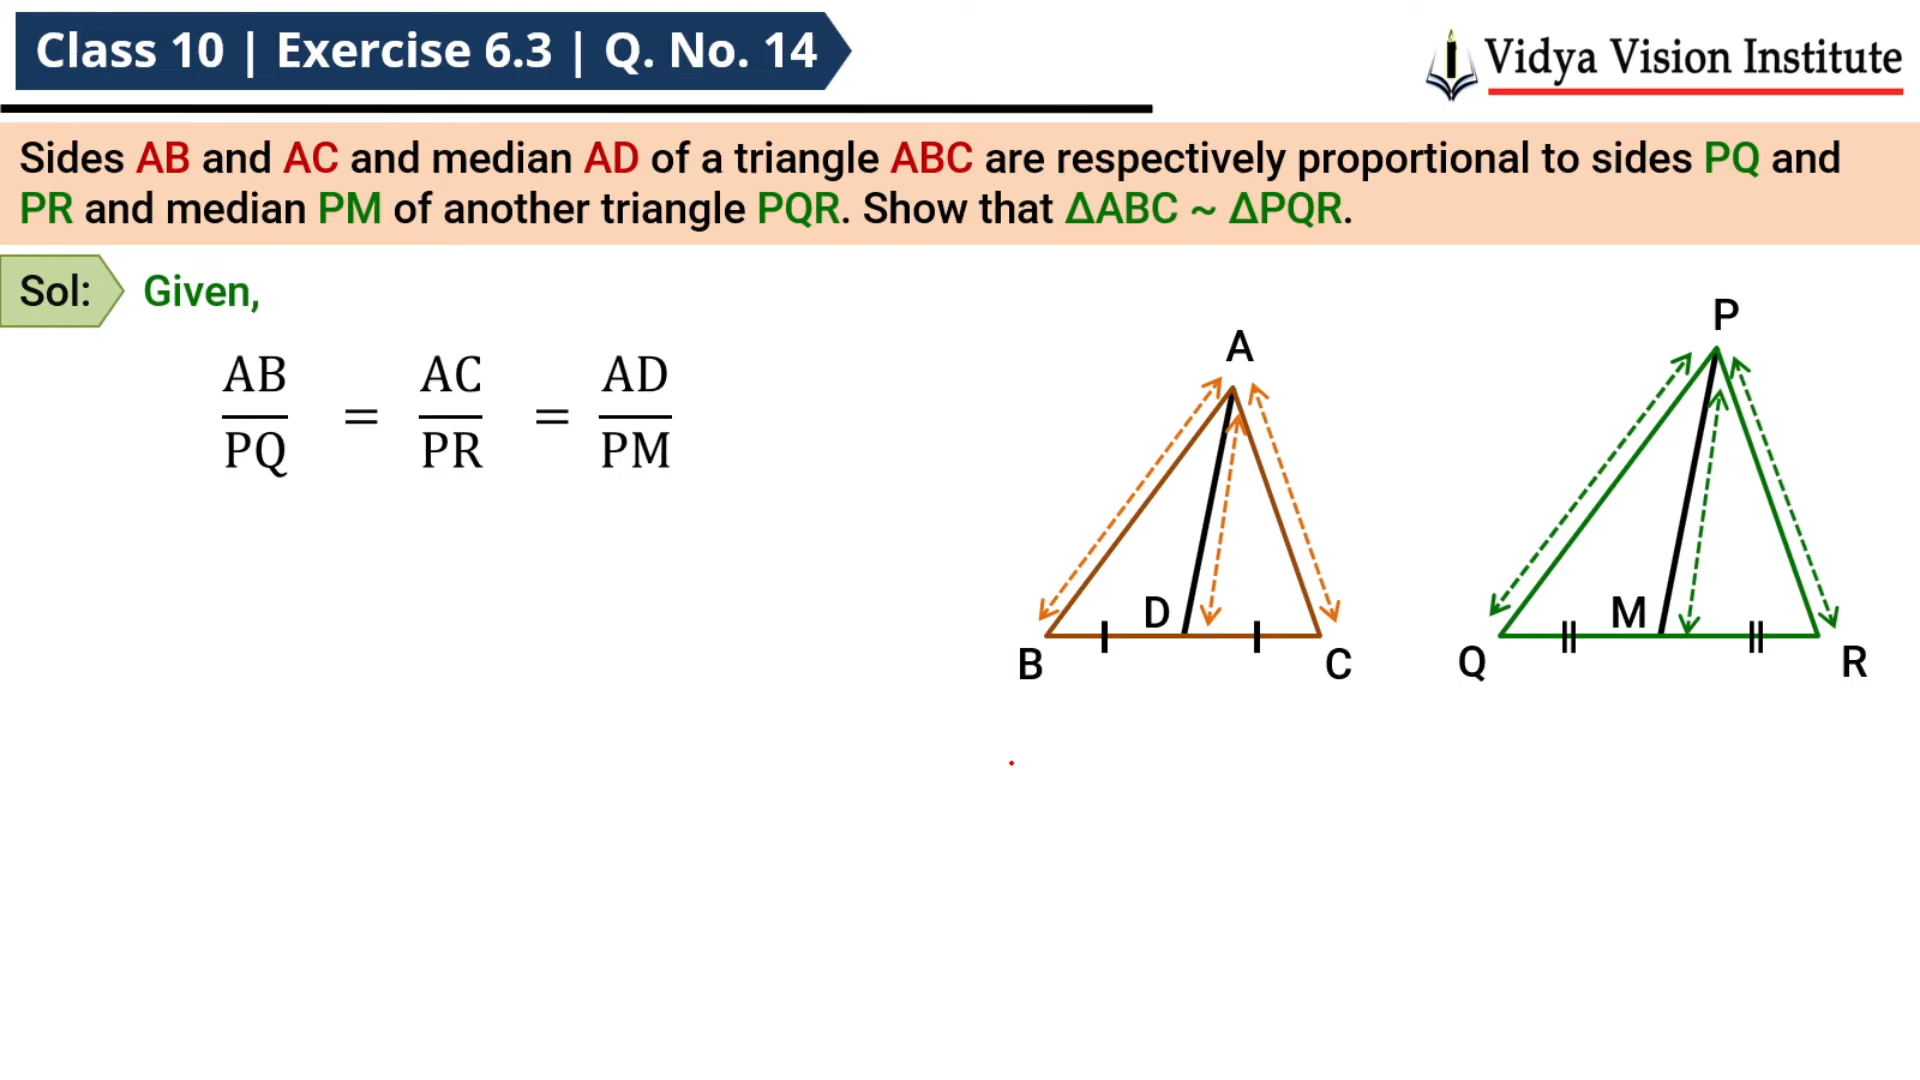 Class 10 | Exercise 6.3 | Q. No. 14
Vidya Vision Institute
Sides AB and AC and median AD of a triangle ABC are respectively proportional to sides PQ and
PR and median PM of another triangle PQR. Show that ΔABC ~ ΔPQR.
Sol: Given,
AB/PQ = AC/PR = AD/PM
A
P
D
M
B
C
Q
R